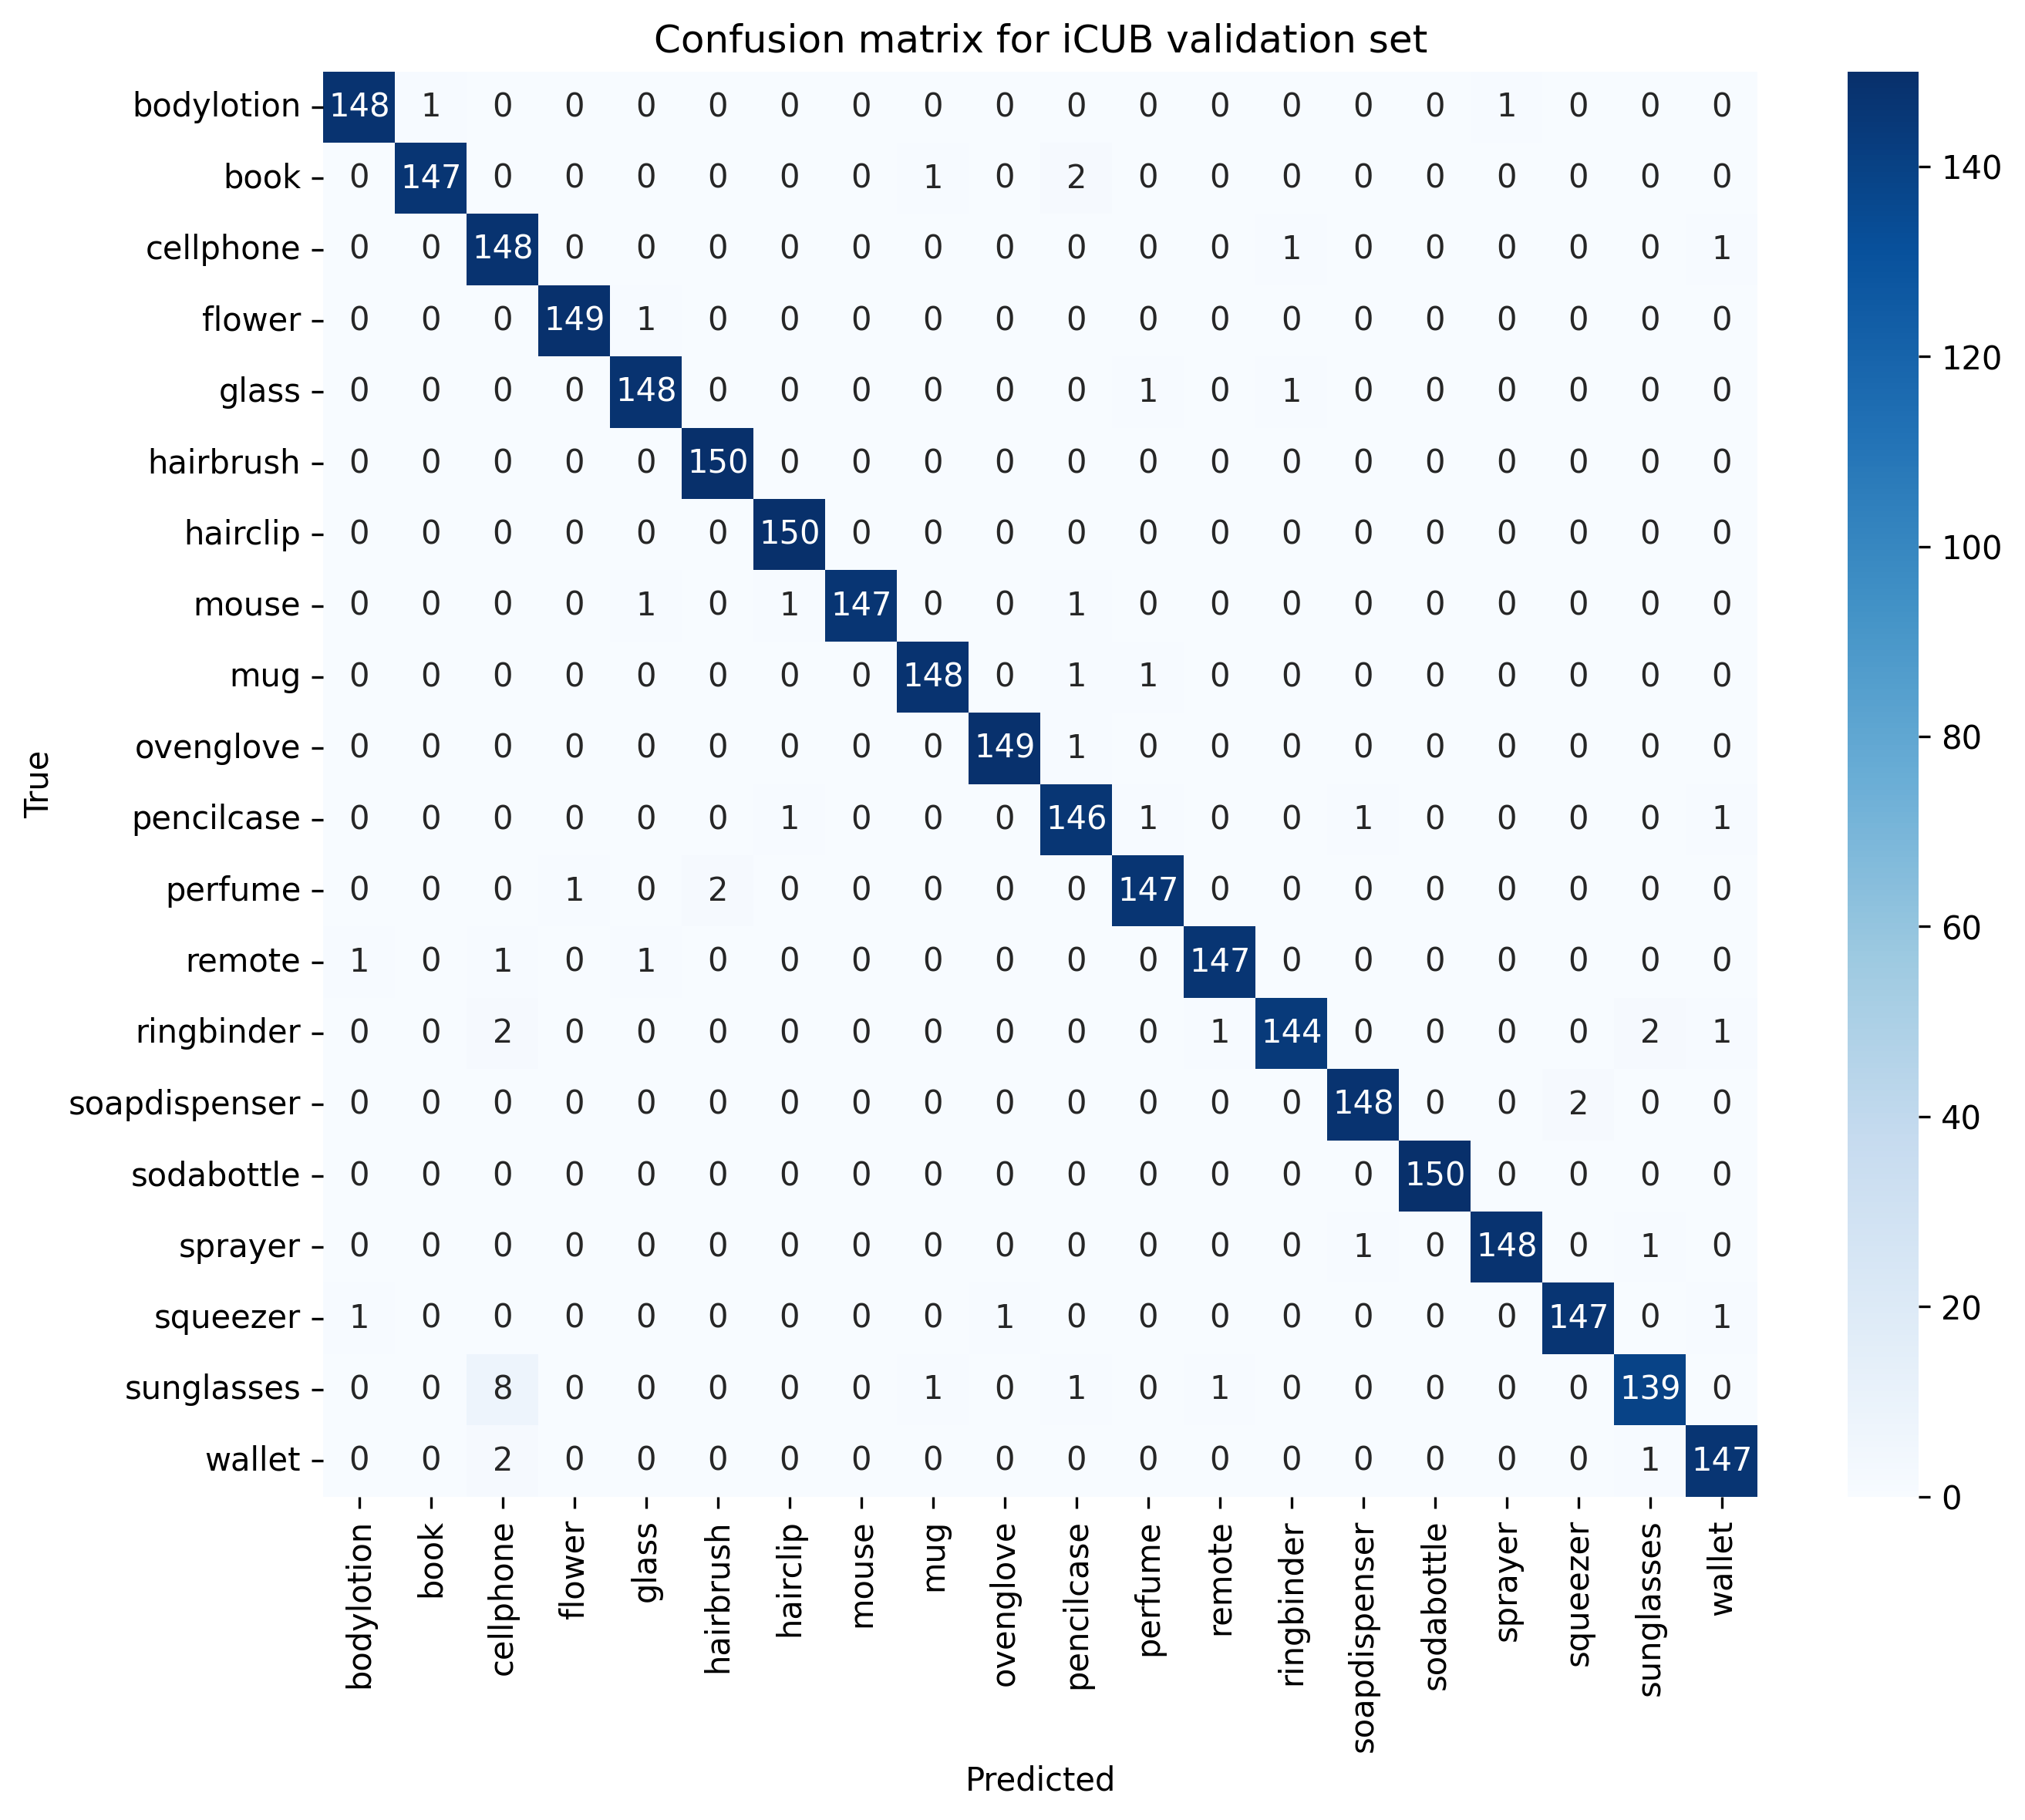 Confusion matrix for iCUB validation set
bodylotion 148 1 0 0 0 0 0 0 0 0 0 0 0 0 0 0 1 0 0 0
book 0 147 0 0 0 0 0 0 1 0 2 0 0 0 0 0 0 0 0 0
cellphone 0 0 148 0 0 0 0 0 0 0 0 0 0 1 0 0 0 0 0 1
flower 0 0 0 149 1 0 0 0 0 0 0 0 0 0 0 0 0 0 0 0
glass 0 0 0 0 148 0 0 0 0 0 0 1 0 1 0 0 0 0 0 0
hairbrush 0 0 0 0 0 150 0 0 0 0 0 0 0 0 0 0 0 0 0 0
hairclip 0 0 0 0 0 0 150 0 0 0 0 0 0 0 0 0 0 0 0 0
mouse 0 0 0 0 1 0 1 147 0 0 1 0 0 0 0 0 0 0 0 0
mug 0 0 0 0 0 0 0 0 148 0 1 1 0 0 0 0 0 0 0 0
ovenglove 0 0 0 0 0 0 0 0 0 149 1 0 0 0 0 0 0 0 0 0
pencilcase 0 0 0 0 0 0 1 0 0 0 146 1 0 0 1 0 0 0 0 1
perfume 0 0 0 1 0 2 0 0 0 0 0 147 0 0 0 0 0 0 0 0
remote 1 0 1 0 1 0 0 0 0 0 0 0 147 0 0 0 0 0 0 0
ringbinder 0 0 2 0 0 0 0 0 0 0 0 0 1 144 0 0 0 0 2 1
soapdispenser 0 0 0 0 0 0 0 0 0 0 0 0 0 0 148 0 0 2 0 0
sodabottle 0 0 0 0 0 0 0 0 0 0 0 0 0 0 0 150 0 0 0 0
sprayer 0 0 0 0 0 0 0 0 0 0 0 0 0 0 1 0 148 0 1 0
squeezer 1 0 0 0 0 0 0 0 0 1 0 0 0 0 0 0 0 147 0 1
sunglasses 0 0 8 0 0 0 0 0 1 0 1 0 1 0 0 0 0 0 139 0
wallet 0 0 2 0 0 0 0 0 0 0 0 0 0 0 0 0 0 0 1 147
True
bodylotion
book
cellphone
flower
glass
hairbrush
hairclip
mouse
mug
ovenglove
pencilcase
perfume
remote
ringbinder
soapdispenser
sodabottle
sprayer
squeezer
sunglasses
wallet
Predicted
140
120
100
80
60
40
20
0